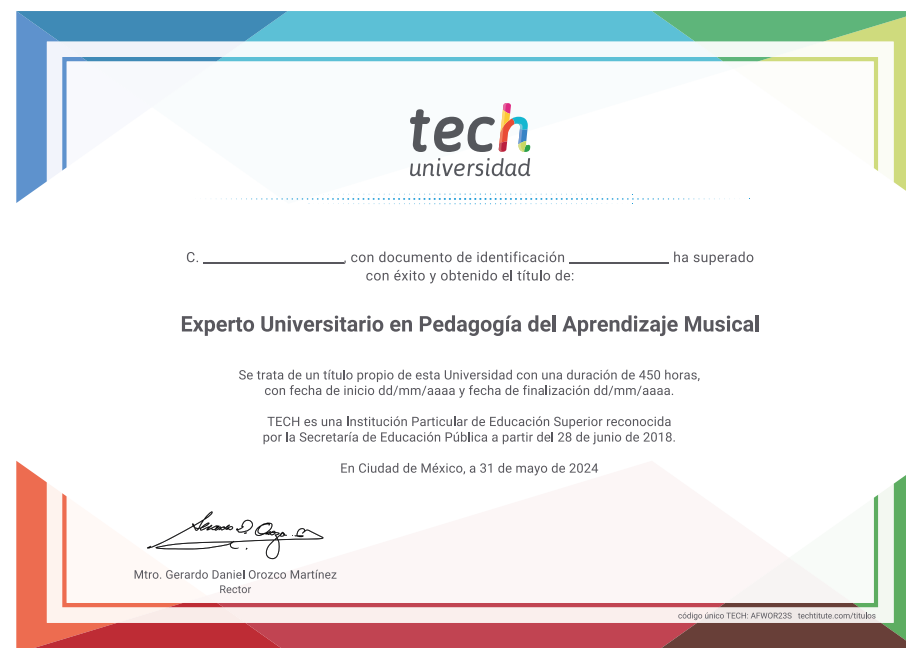 tech
universidad
C. ____________, con documento de identificación ____________ ha superado
con éxito y obtenido el título de:
Experto Universitario en Pedagogía del Aprendizaje Musical
Se trata de un título propio de esta Universidad con una duración de 450 horas,
con fecha de inicio dd/mm/aaaa y fecha de finalización dd/mm/aaaa.
TECH es una Institución Particular de Educación Superior reconocida
por la Secretaría de Educación Pública a partir del 28 de junio de 2018.
En Ciudad de México, a 31 de mayo de 2024
Mtro. Gerardo Daniel Orozco Martínez
Rector
código único TECH: AFWOR23S techtitute.com/titulos